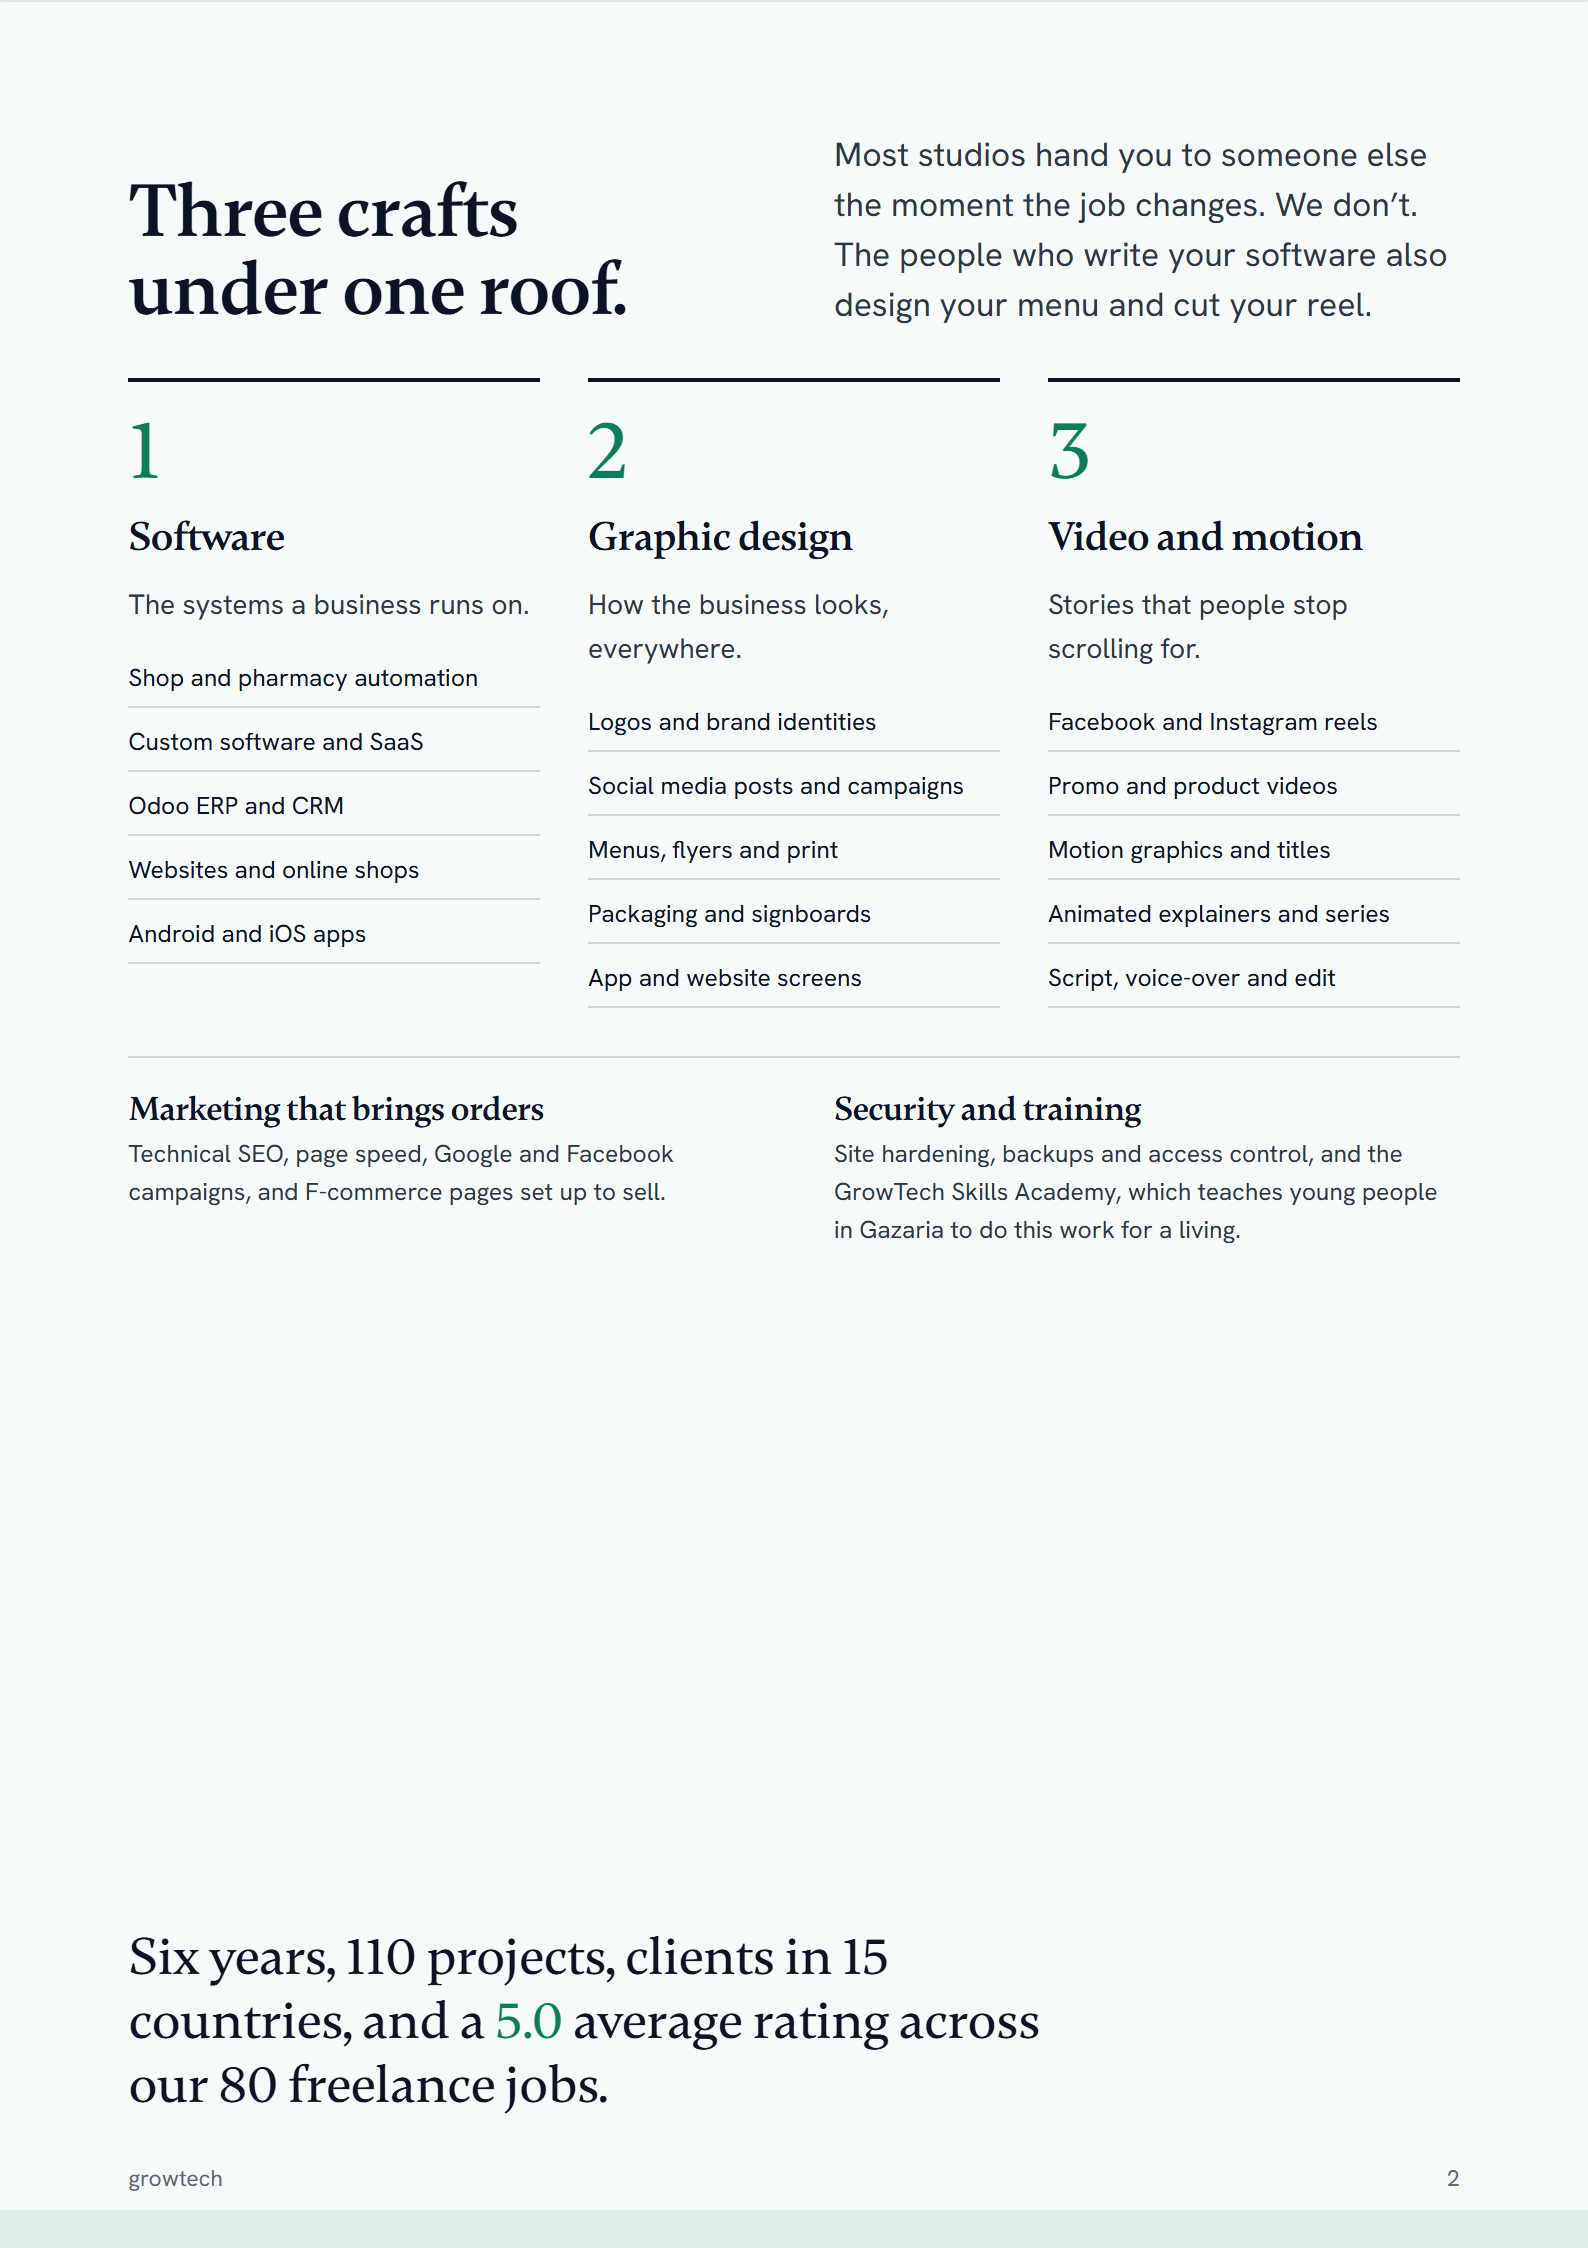 Three crafts
under one roof.
Most studios hand you to someone else
the moment the job changes. We don’t.
The people who write your software also
design your menu and cut your reel.
1
Software
The systems a business runs on.
Shop and pharmacy automation
Custom software and SaaS
Odoo ERP and CRM
Websites and online shops
Android and iOS apps
2
Graphic design
How the business looks,
everywhere.
Logos and brand identities
Social media posts and campaigns
Menus, flyers and print
Packaging and signboards
App and website screens
3
Video and motion
Stories that people stop
scrolling for.
Facebook and Instagram reels
Promo and product videos
Motion graphics and titles
Animated explainers and series
Script, voice-over and edit
Marketing that brings orders
Technical SEO, page speed, Google and Facebook
campaigns, and F-commerce pages set up to sell.
Security and training
Site hardening, backups and access control, and the
GrowTech Skills Academy, which teaches young people
in Gazaria to do this work for a living.
Six years, 110 projects, clients in 15
countries, and a 5.0 average rating across
our 80 freelance jobs.
growtech
2